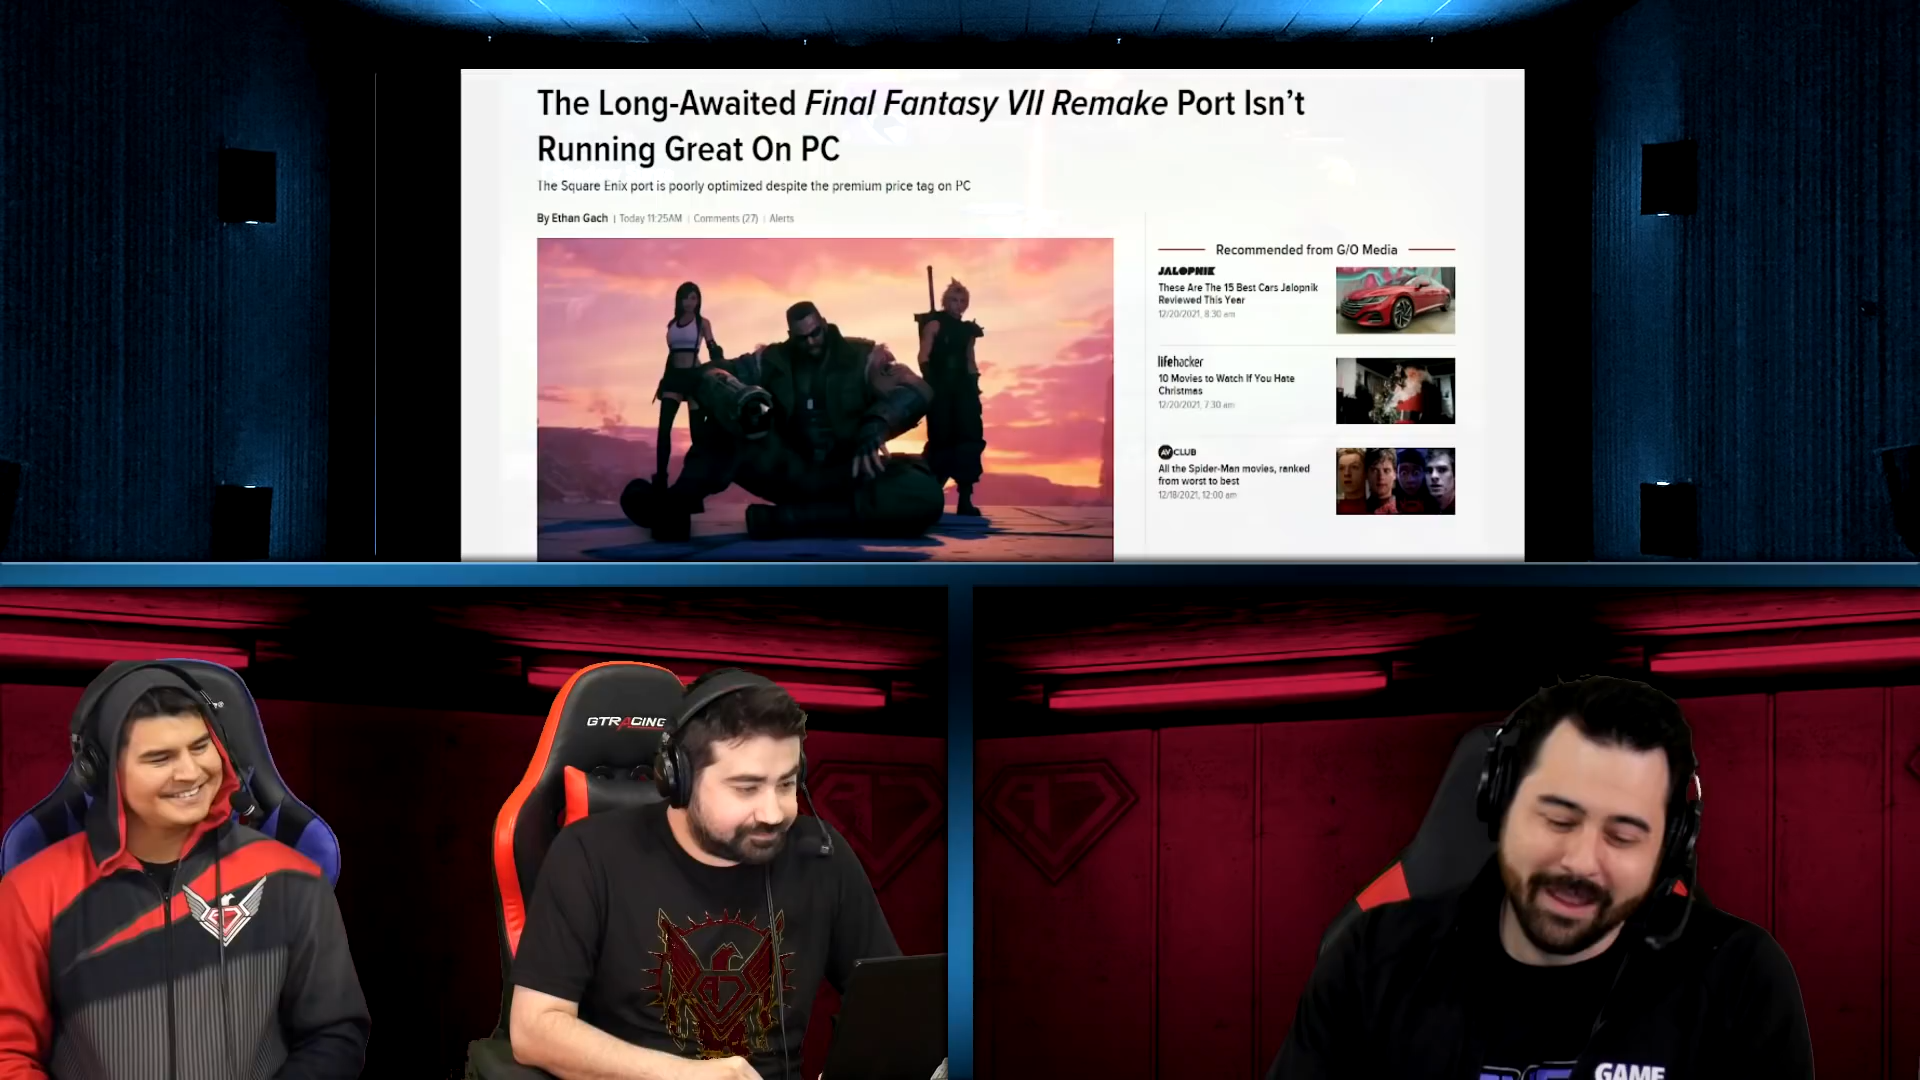 The Long-Awaited Final Fantasy VII Remake Port Isn't
Running Great On PC
The Square Enix port is poorly optimized despite the premium price tag on PC
By Ethan Gach | Today 11:25AM | Comments (27) | Alerts
Recommended from G/O Media
JALOPNIK
These Are The 15 Best Cars Jalopnik
Reviewed This Year
12/20/2021, 8:30 am
lifehacker
10 Movies to Watch If You Hate
Christmas
12/20/2021, 7:30 am
AV CLUB
All the Spider-Man movies, ranked
from worst to best
12/18/2021, 12:00 am
GTRACING
GAME